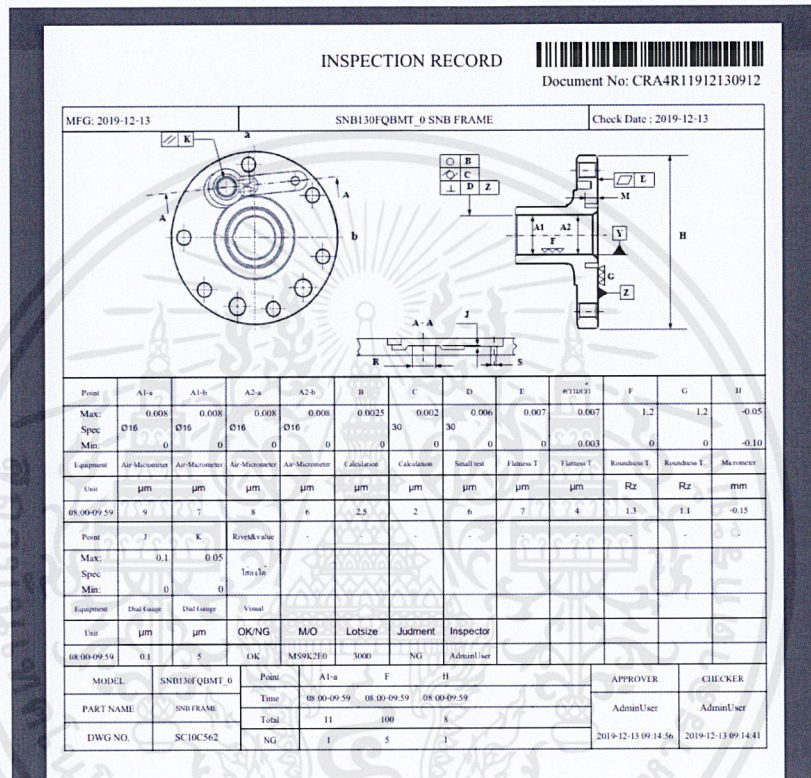 INSPECTION RECORD
Document No: CRA4R11912130912
MFG: 2019-12-13 SNB130FQBMT_0 SNB FRAME Check Date : 2019-12-13
K a A A b
B C D Z E M A1 A2 F H Y G Z
A - A J R S
Point A1-a A1-b A2-a A2-b B C D E ความเว้า F G H
Max: 0.008 0.008 0.008 0.008 0.0025 0.002 0.006 0.007 0.007 1.2 1.2 -0.05
Spec Ø16 Ø16 Ø16 Ø16 30 30
Min: 0 0 0 0 0 0 0 0 0.003 0 0 -0.10
Equipment Air-Micrometer Air-Micrometer Air-Micrometer Air-Micrometer Calculation Calculation Small test Flatness T Flatness T Roundness T. Roundness T. Micrometer
Unit µm µm µm µm µm µm µm µm µm Rz Rz mm
08:00-09:59 9 7 8 6 2.5 2 6 7 4 1.3 1.1 -0.15
Point J K Rivet&value - - - - - - - - -
Max: 0.1 0.05
Spec
Min: 0 0
Equipment Dial Gauge Dial Gauge Visual
Unit µm µm OK/NG M/O Lotsize Judment Inspector
08:00-09:59 0.1 5 OK MS9K2E0 3000 NG AdminUser
MODEL SNB130FQBMT_0 Point A1-a F H APPROVER CHECKER
PART NAME SNB FRAME Time 08:00-09:59 08:00-09:59 08:00-09:59 AdminUser AdminUser
Total 11 100 8
DWG NO. SC10C562 NG 1 5 1 2019-12-13 09:14:56 2019-12-13 09:14:41